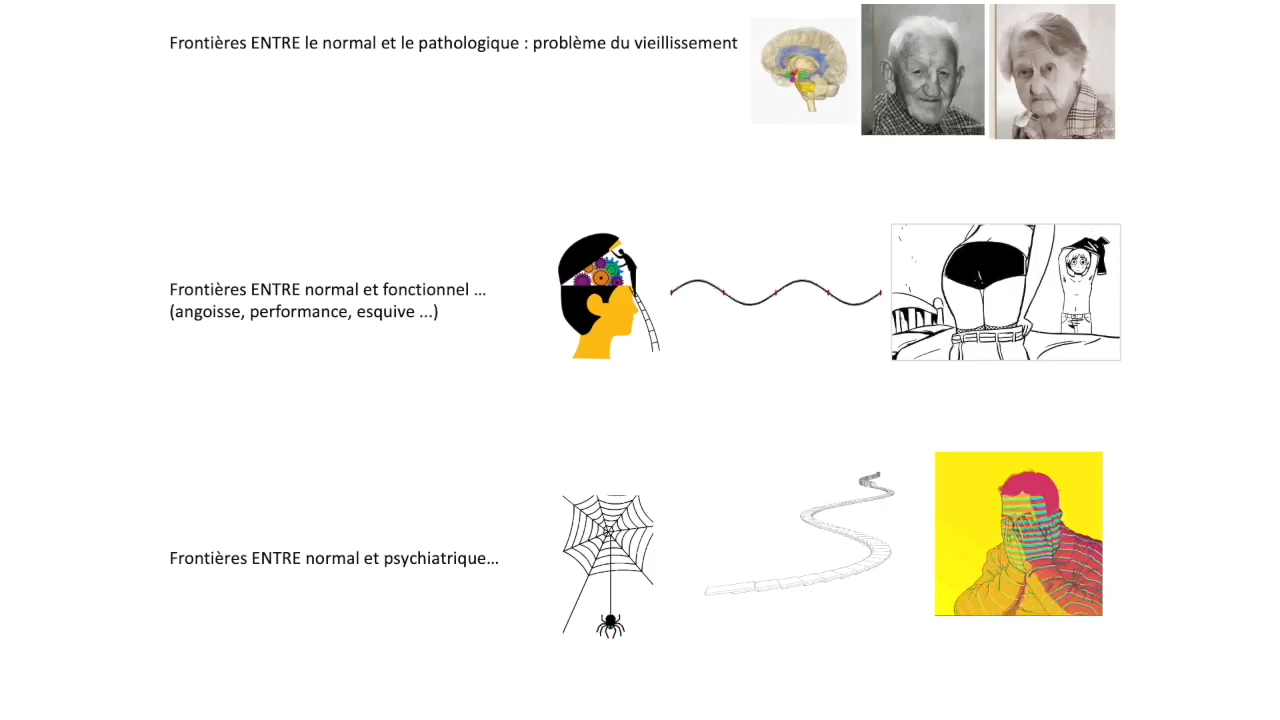 Frontières ENTRE le normal et le pathologique : problème du vieillissement
Frontières ENTRE normal et fonctionnel ...
(angoisse, performance, esquive ...)
Frontières ENTRE normal et psychiatrique...